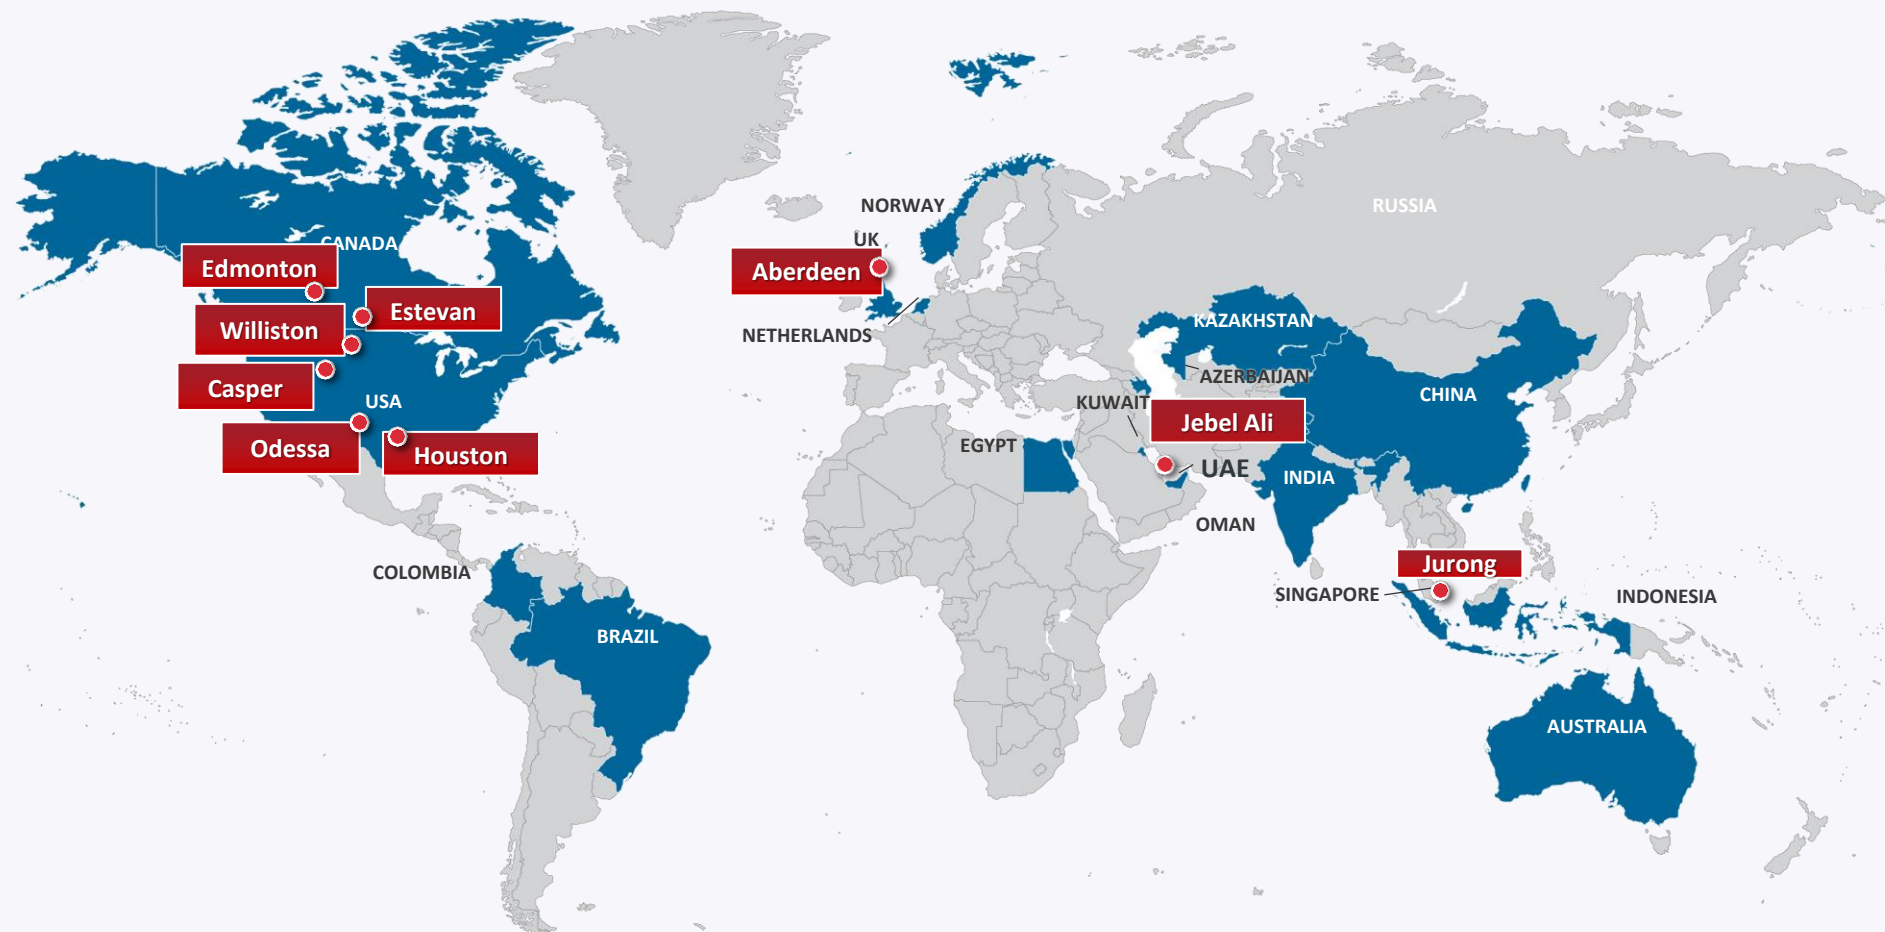 NORWAY
RUSSIA
UK
CANADA
Edmonton
Aberdeen
Estevan
Williston
NETHERLANDS
KAZAKHSTAN
AZERBAIJAN
Casper
USA
KUWAIT
CHINA
Jebel Ali
Odessa
Houston
EGYPT
UAE
INDIA
OMAN
COLOMBIA
Jurong
SINGAPORE
INDONESIA
BRAZIL
AUSTRALIA